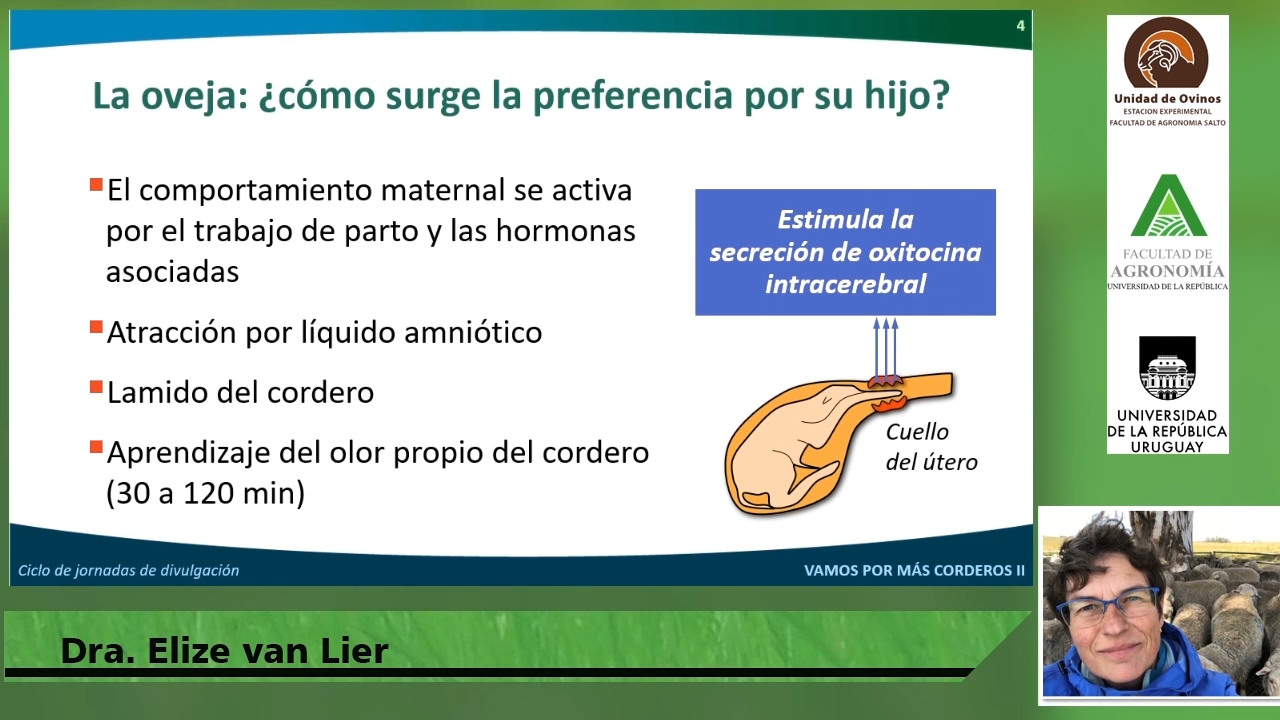 4
La oveja: ¿cómo surge la preferencia por su hijo?
El comportamiento maternal se activa
por el trabajo de parto y las hormonas
asociadas
Atracción por líquido amniótico
Lamido del cordero
Aprendizaje del olor propio del cordero
(30 a 120 min)
Estimula la
secreción de oxitocina
intracerebral
Cuello
del útero
Ciclo de jornadas de divulgación
VAMOS POR MÁS CORDEROS II
Dra. Elize van Lier
Unidad de Ovinos
ESTACION EXPERIMENTAL
FACULTAD DE AGRONOMIA SALTO
FACULTAD DE
AGRONOMÍA
UNIVERSIDAD DE LA REPÚBLICA
UNIVERSIDAD
DE LA REPÚBLICA
URUGUAY